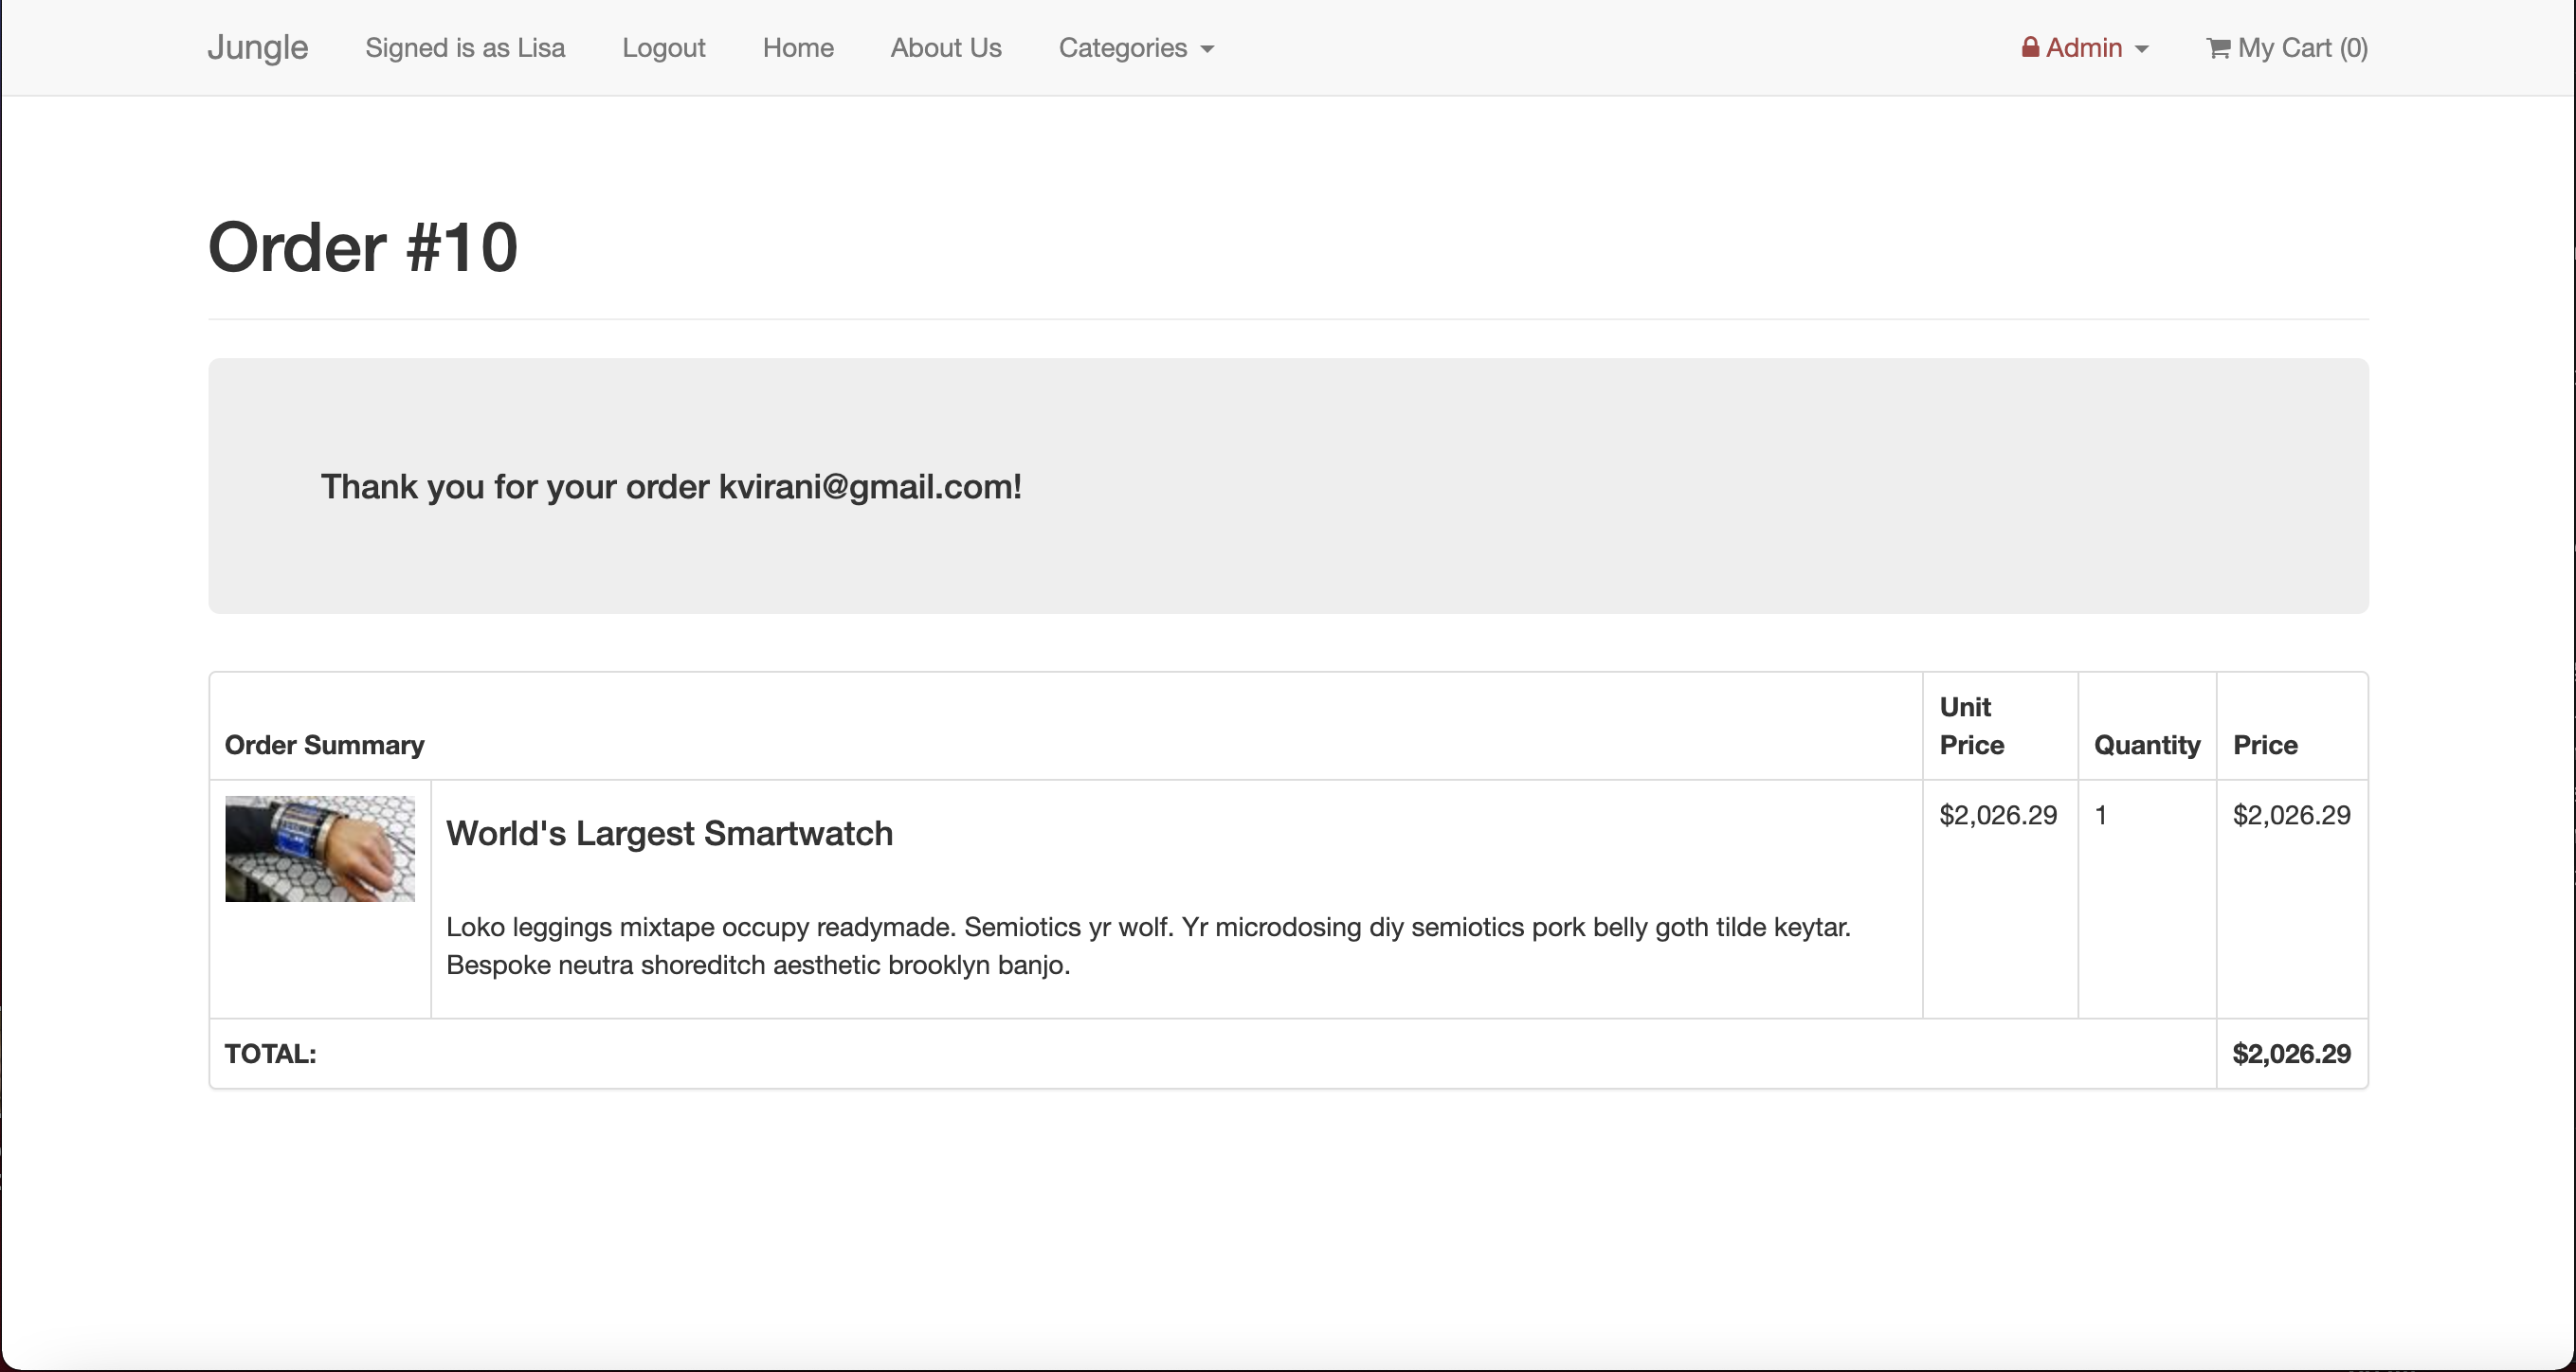 Jungle Signed is as Lisa Logout Home About Us Categories Admin My Cart (0)
Order #10
Thank you for your order kvirani@gmail.com!
Order Summary Unit Price Quantity Price
World's Largest Smartwatch $2,026.29 1 $2,026.29
Loko leggings mixtape occupy readymade. Semiotics yr wolf. Yr microdosing diy semiotics pork belly goth tilde keytar.
Bespoke neutra shoreditch aesthetic brooklyn banjo.
TOTAL: $2,026.29